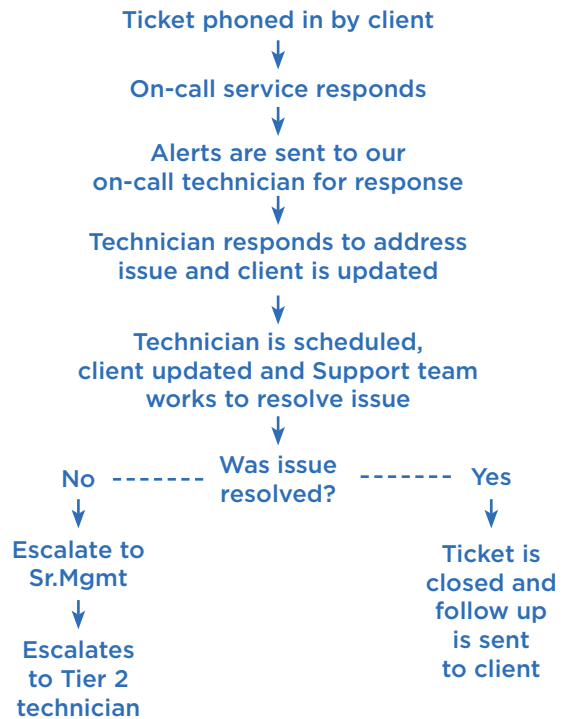 Ticket phoned in by client
On-call service responds
Alerts are sent to our
on-call technician for response
Technician responds to address
issue and client is updated
Technician is scheduled,
client updated and Support team
works to resolve issue
Was issue
resolved?
No
Yes
Escalate to
Sr.Mgmt
Escalates
to Tier 2
technician
Ticket is
closed and
follow up
is sent
to client